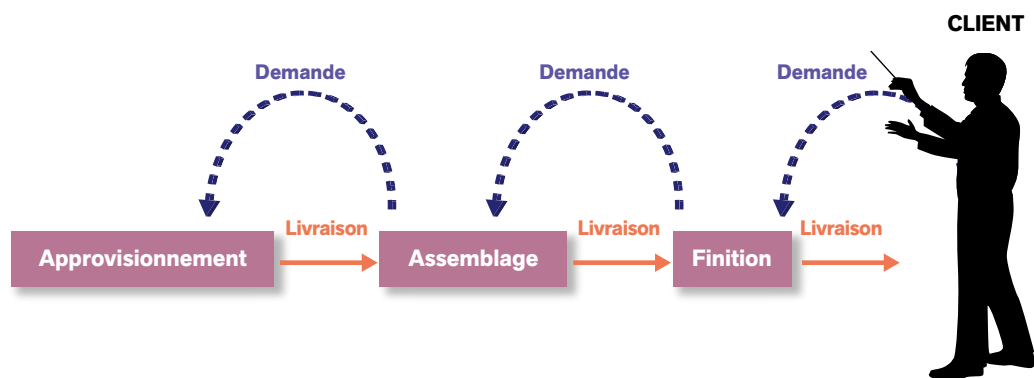 CLIENT
Demande
Demande
Demande
Livraison
Livraison
Livraison
Approvisionnement
Assemblage
Finition